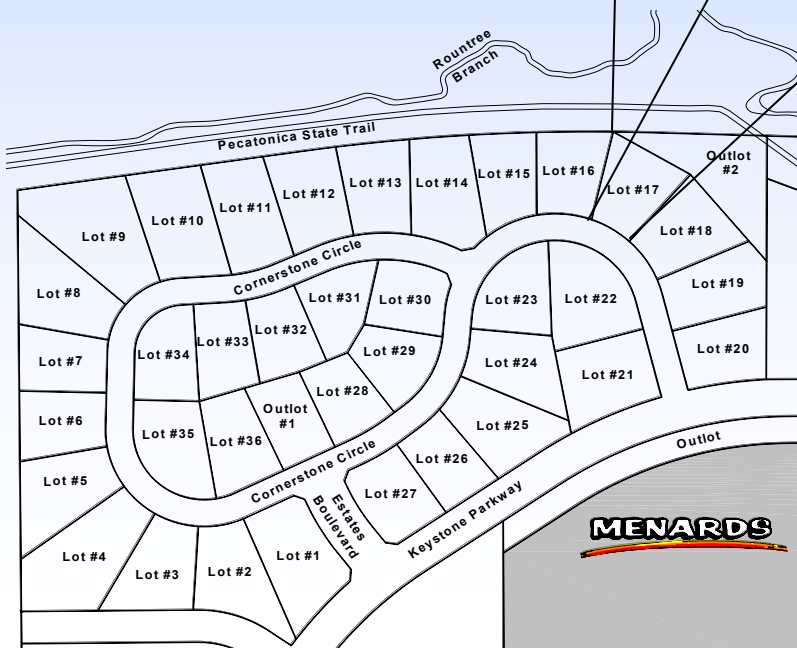 Rountree
Branch
Pecatonica State Trail
Outlot
#2
Lot #16
Lot #15
Lot #14
Lot #13
Lot #12
Lot #11
Lot #10
Lot #9
Lot #17
Lot #18
Lot #19
Lot #20
Cornerstone Circle
Lot #8
Lot #7
Lot #6
Lot #5
Lot #4
Lot #3
Lot #2
Lot #1
Lot #31
Lot #30
Lot #32
Lot #33
Lot #34
Lot #29
Lot #28
Outlot
#1
Lot #36
Lot #35
Lot #23
Lot #22
Lot #24
Lot #21
Lot #25
Lot #26
Lot #27
Cornerstone Circle
Estates
Boulevard
Keystone Parkway
Outlot
MENARDS